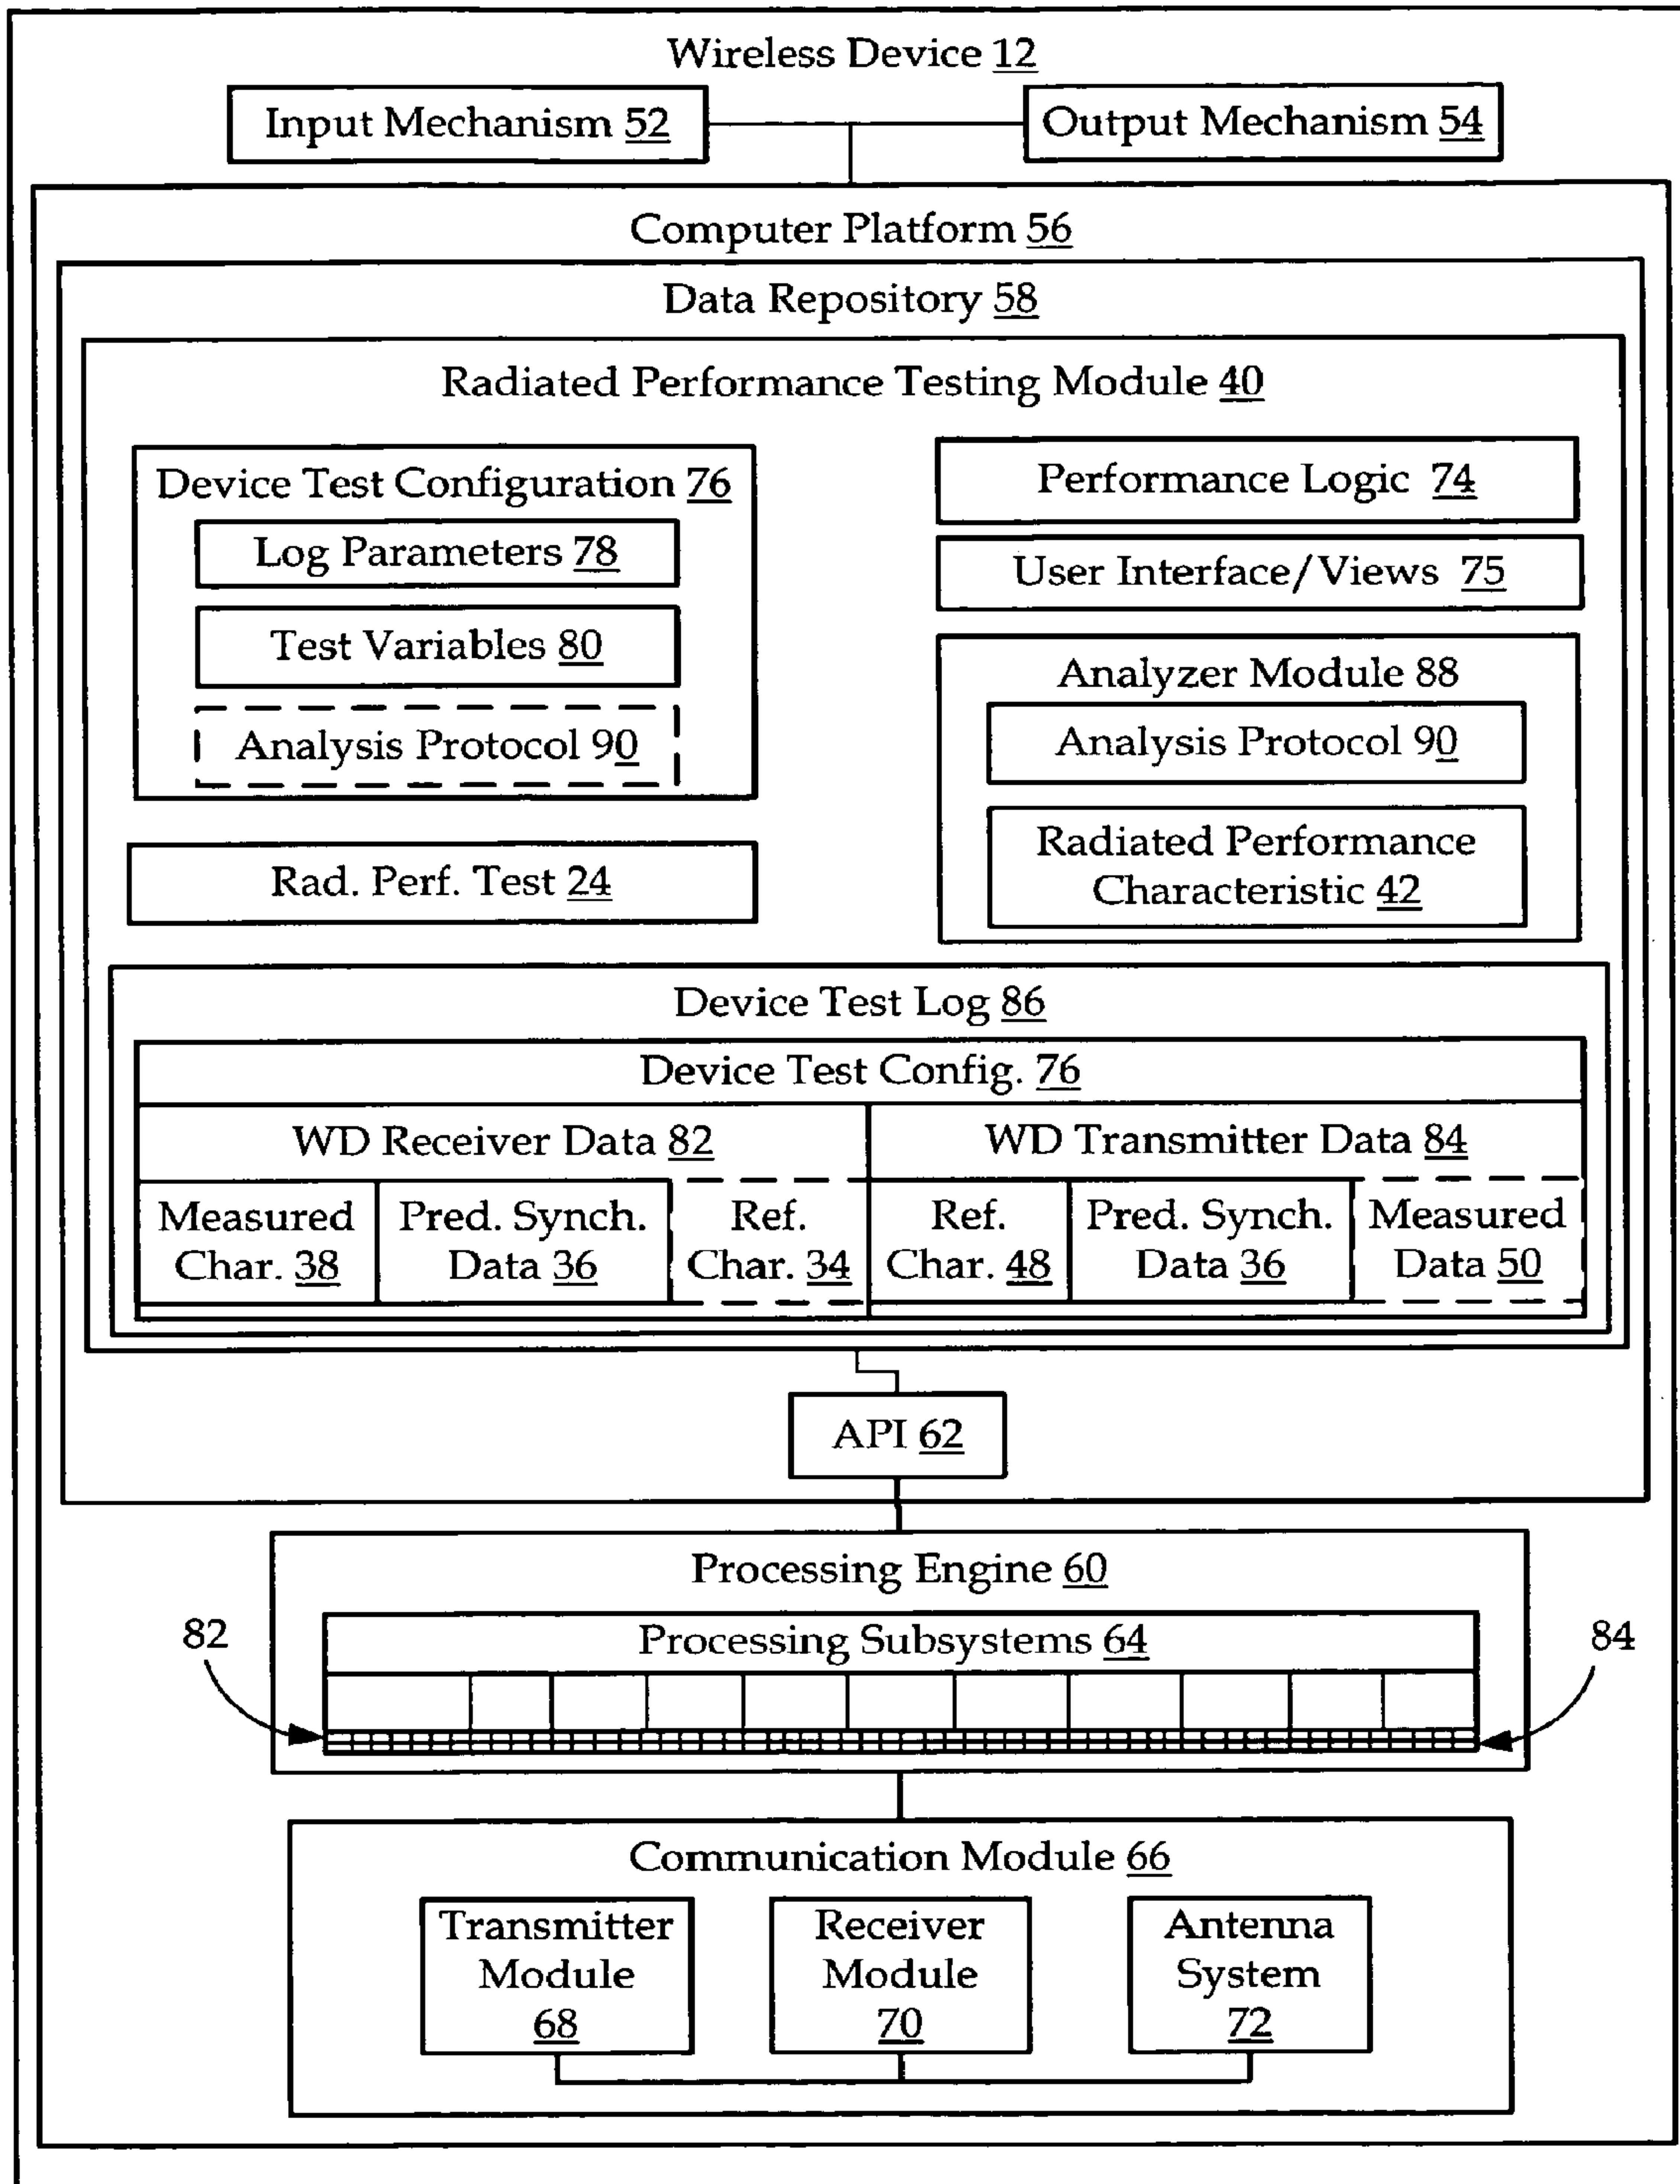 Wireless Device 12
Input Mechanism 52
Output Mechanism 54
Computer Platform 56
Data Repository 58
Radiated Performance Testing Module 40
Device Test Configuration 76
Log Parameters 78
Test Variables 80
Analysis Protocol 90
Rad. Perf. Test 24
Performance Logic 74
User Interface/Views 75
Analyzer Module 88
Analysis Protocol 90
Radiated Performance
Characteristic 42
Device Test Log 86
Device Test Config. 76
WD Receiver Data 82
WD Transmitter Data 84
Measured
Char. 38
Pred. Synch.
Data 36
Ref.
Char. 34
Ref.
Char. 48
Pred. Synch.
Data 36
Measured
Data 50
API 62
Processing Engine 60
82
Processing Subsystems 64
84
Communication Module 66
Transmitter
Module
68
Receiver
Module
70
Antenna
System
72